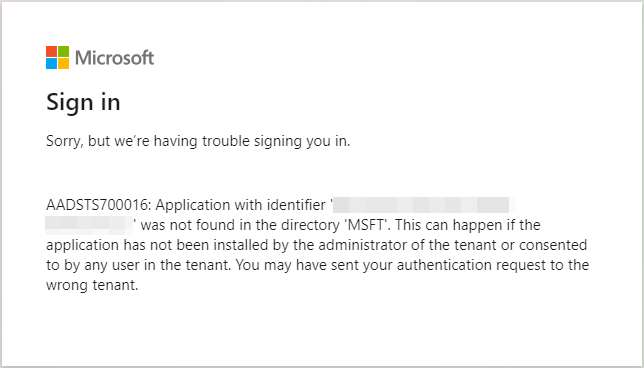 Microsoft
Sign in
Sorry, but we're having trouble signing you in.
AADSTS700016: Application with identifier '
' was not found in the directory 'MSFT'. This can happen if the
application has not been installed by the administrator of the tenant or consented
to by any user in the tenant. You may have sent your authentication request to the
wrong tenant.